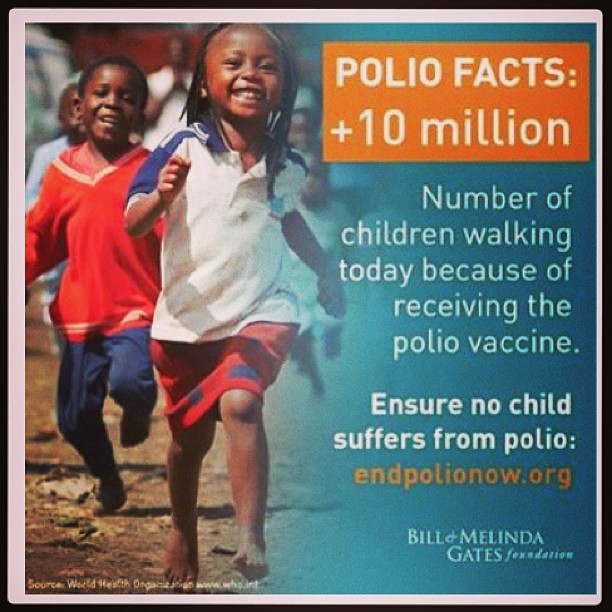 POLIO FACTS:
+10 million
Number of
children walking
today because of
receiving the
polio vaccine.
Ensure no child
suffers from polio:
endpolionow.org
BILL & MELINDA
GATES foundation
Source: World Health Organization www.who.int